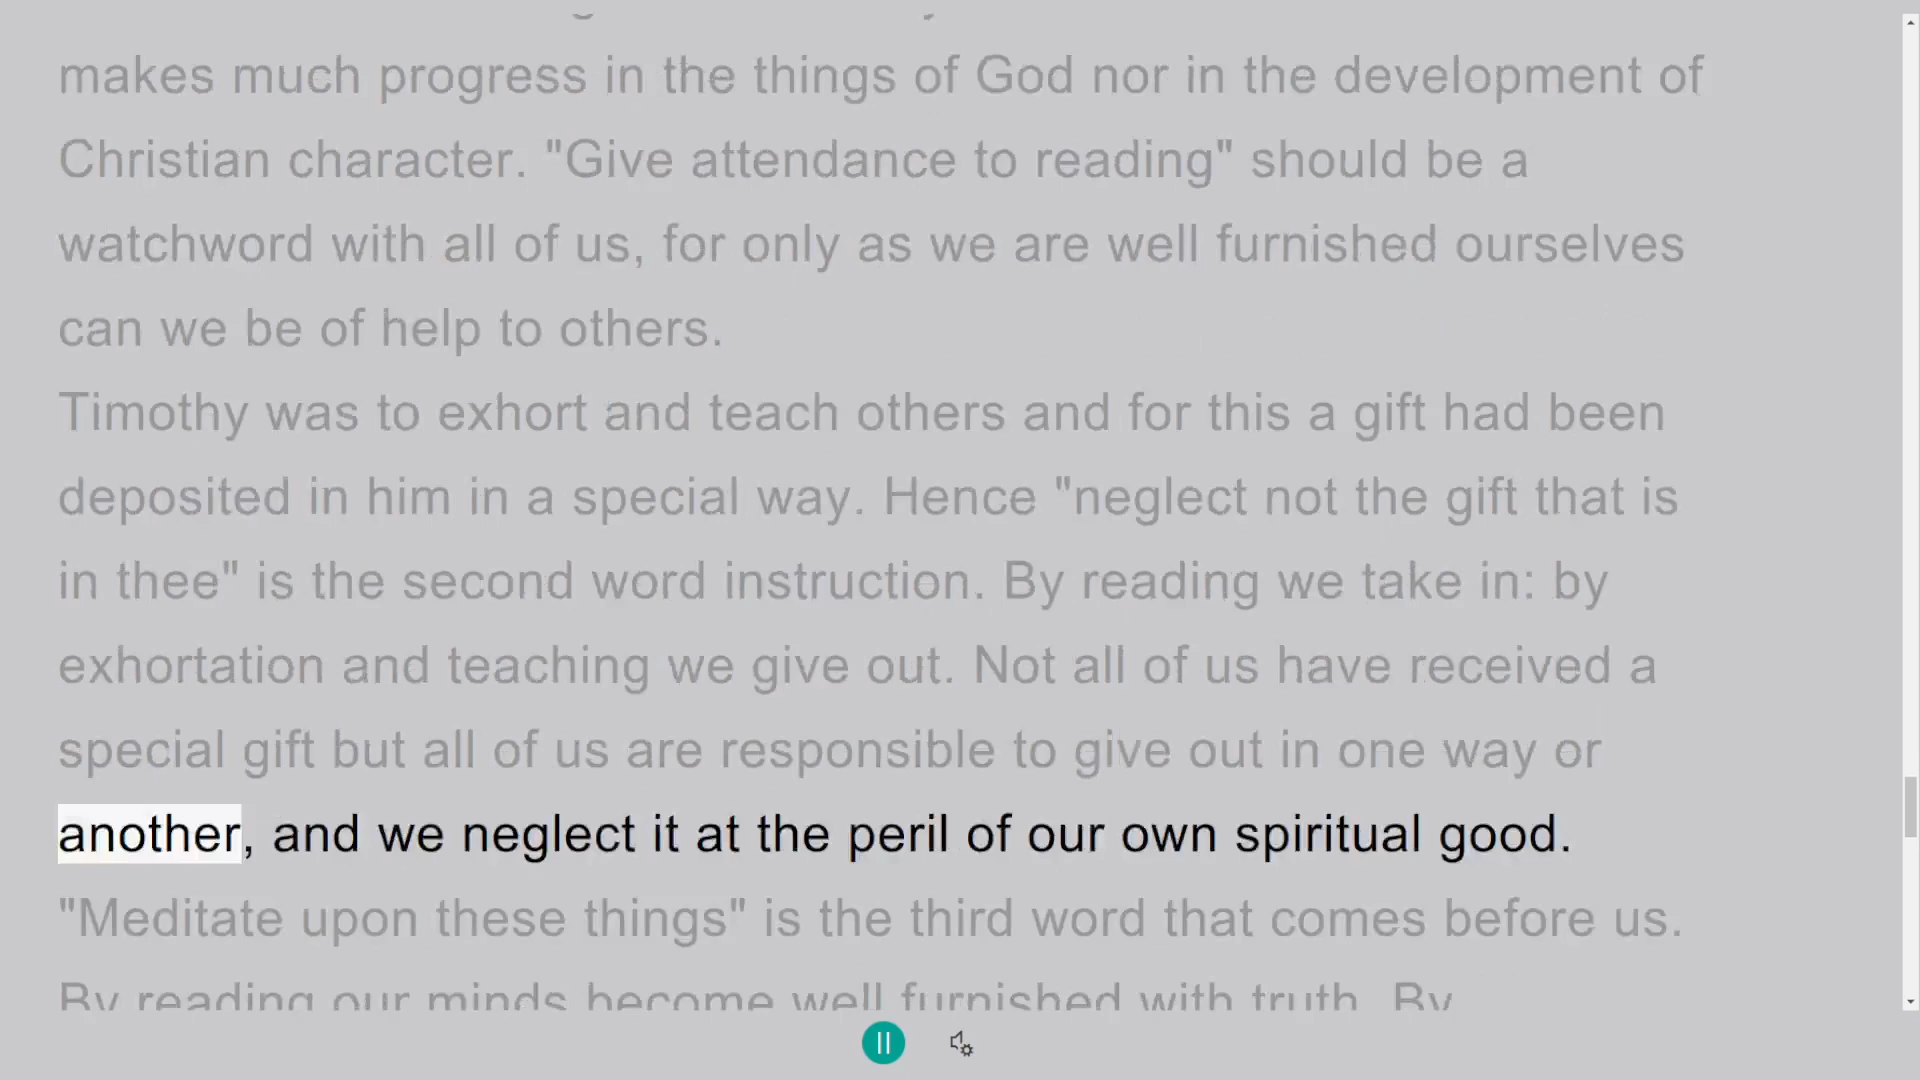 makes much progress in the things of God nor in the development of
Christian character. "Give attendance to reading" should be a
watchword with all of us, for only as we are well furnished ourselves
can we be of help to others.
Timothy was to exhort and teach others and for this a gift had been
deposited in him in a special way. Hence "neglect not the gift that is
in thee" is the second word instruction. By reading we take in: by
exhortation and teaching we give out. Not all of us have received a
special gift but all of us are responsible to give out in one way or
another, and we neglect it at the peril of our own spiritual good.
"Meditate upon these things" is the third word that comes before us.
By reading our minds become well furnished with truth. By